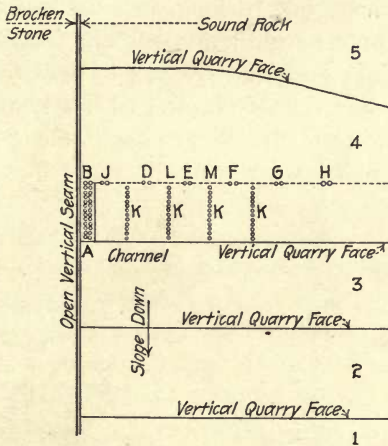 Brocken
Stone
Sound Rock
5
Vertical Quarry Face
4
B J D L E M F G H
K K K K
A
Channel
Vertical Quarry Face
Open Vertical Seam
3
Slope Down
Vertical Quarry Face
2
Vertical Quarry Face
1